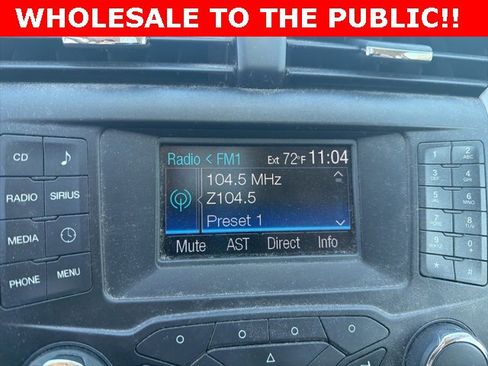 WHOLESALE TO THE PUBLIC!!
Radio < FM1 Ext 72°F 11:04
104.5 MHz
Z104.5
Preset 1
Mute AST Direct Info
CD
RADIO SIRIUS
MEDIA
PHONE MENU
1 2 ABC
3 DEF 4 GHI
5 JKL 6 MNO
7 PQRS 8 TUV
9 WXYZ 0
* #